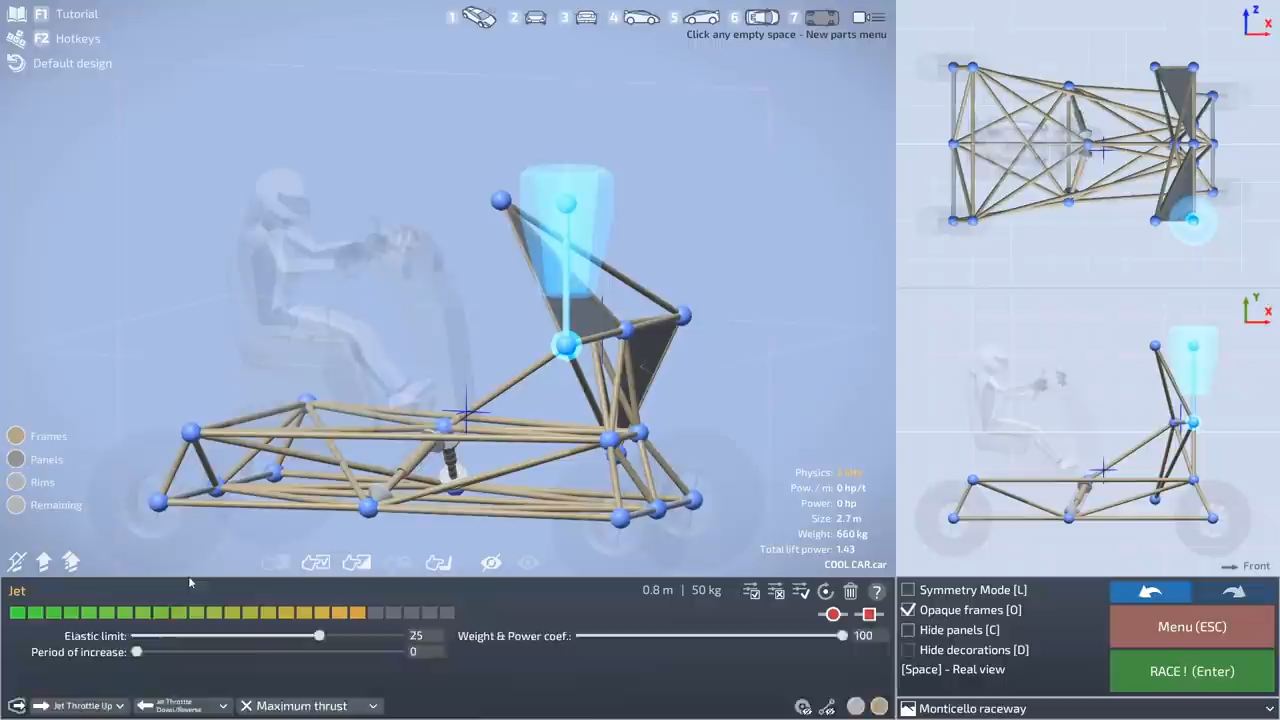 F1 Tutorial
F2 Hotkeys
Default design
1 2 3 4 5 6 7
Click any empty space - New parts menu
Z
X
Y
X
Frames
Panels
Rims
Remaining
Pow. / m: 0 hp/t
Power: 0 hp
Size: 2.7 m
Weight: 660 kg
Total lift power: 1.43
COOL CAR.car
Front
Jet
0.8 m | 50 kg
?
Elastic limit: 25
Weight & Power coef.: 100
Period of increase: 0
Jet Throttle Up
Jet Throttle
Down/Reverse
Maximum thrust
Symmetry Mode [L]
Opaque frames [O]
Hide panels [C]
Hide decorations [D]
[Space] - Real view
Menu (ESC)
RACE ! (Enter)
Monticello raceway